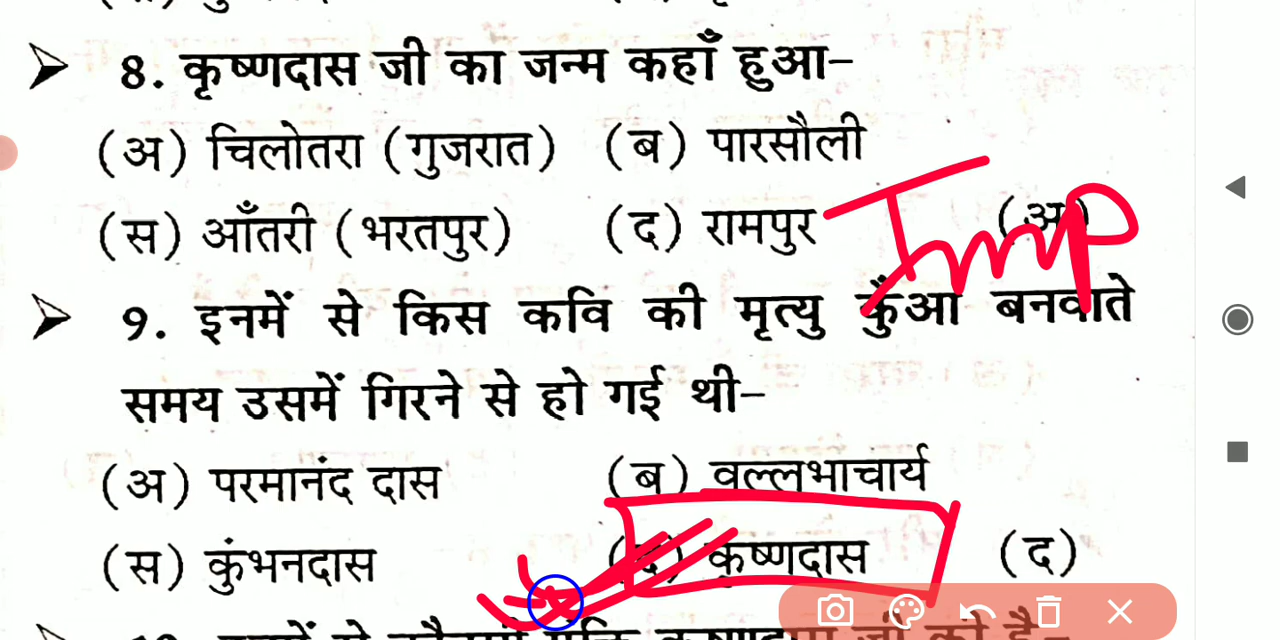 8. कृष्णदास जी का जन्म कहाँ हुआ–
(अ) चिलोतरा (गुजरात) (ब) पारसौली
(स) आँतरी (भरतपुर) (द) रामपुर (अ)
Imp
9. इनमें से किस कवि की मृत्यु कुँआ बनवाते
समय उसमें गिरने से हो गई थी–
(अ) परमानंद दास (ब) वल्लभाचार्य
(स) कुंभनदास (द) कृष्णदास (द)